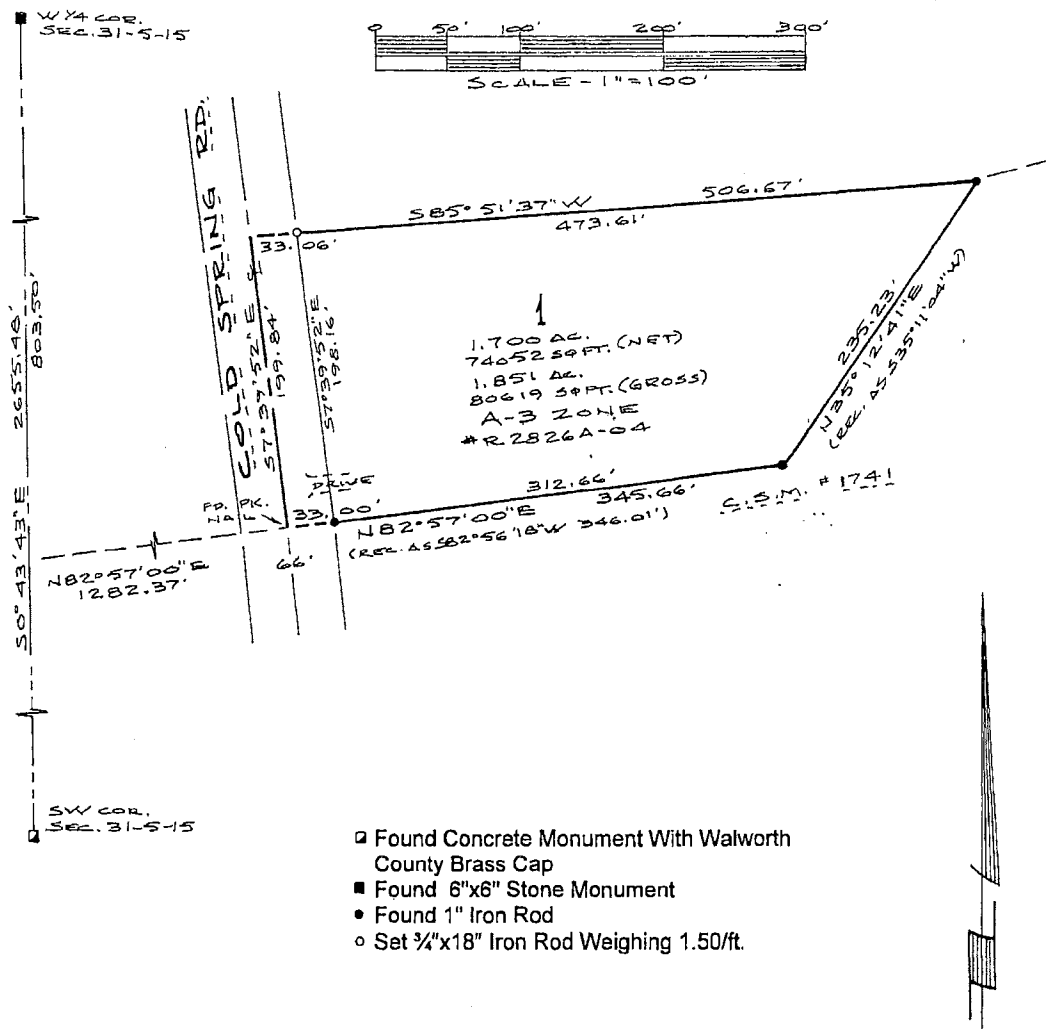 W 1/4 COR.
SEC. 31-5-15
0 50' 100' 200' 300'
SCALE - 1"=100'
COLD SPRING RD.
S85°51'37"W 506.67'
473.61'
33.06'
S7°37'52"E
199.84'
S7°39'52"E
198.16'
1
1.700 AC.
74052 SQ FT. (NET)
1.851 AC.
80619 SQ FT. (GROSS)
A-3 ZONE
#R.2826A-04
235.23'
N35°12'41"E
(REC. AS S35°11'04"W)
S0°43'43"E 2655.48'
803.50'
DRIVE
FD. PK.
NAIL
33.00'
312.66'
N82°57'00"E 345.66'
(REC. AS S82°56'18"W 346.01')
C.S.M. # 1741
66'
N82°57'00"E
1282.37'
SW COR.
SEC. 31-5-15
Found Concrete Monument With Walworth
County Brass Cap
Found 6"x6" Stone Monument
Found 1" Iron Rod
Set ¾"x18" Iron Rod Weighing 1.50/ft.